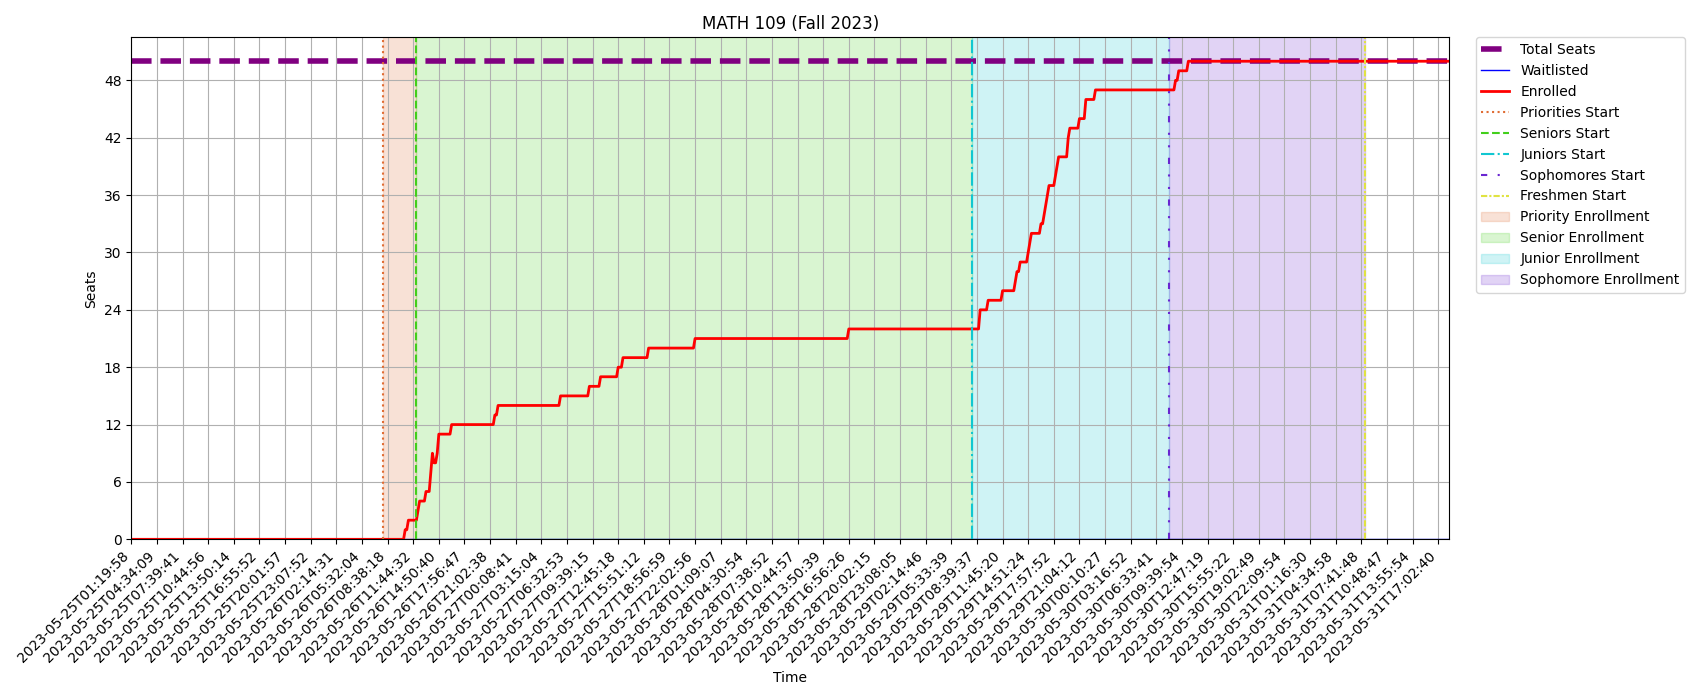 MATH 109 (Fall 2023)
Seats
48
42
36
30
24
18
12
6
0
2023-05-25T01:19:58
2023-05-25T04:34:09
2023-05-25T07:39:41
2023-05-25T10:44:56
2023-05-25T13:50:14
2023-05-25T16:55:52
2023-05-25T20:01:57
2023-05-25T23:07:52
2023-05-26T02:14:31
2023-05-26T05:32:04
2023-05-26T08:38:18
2023-05-26T11:44:32
2023-05-26T14:50:40
2023-05-26T17:56:47
2023-05-26T21:02:38
2023-05-27T00:08:41
2023-05-27T03:15:04
2023-05-27T06:32:53
2023-05-27T09:39:15
2023-05-27T12:45:18
2023-05-27T15:51:12
2023-05-27T18:56:59
2023-05-27T22:02:56
2023-05-28T01:09:07
2023-05-28T04:30:54
2023-05-28T07:38:52
2023-05-28T10:44:57
2023-05-28T13:50:39
2023-05-28T16:56:26
2023-05-28T20:02:15
2023-05-28T23:08:05
2023-05-29T02:14:46
2023-05-29T05:33:39
2023-05-29T08:39:37
2023-05-29T11:45:20
2023-05-29T14:51:24
2023-05-29T17:57:52
2023-05-29T21:04:12
2023-05-30T00:10:27
2023-05-30T03:16:52
2023-05-30T06:33:41
2023-05-30T09:39:54
2023-05-30T12:47:19
2023-05-30T15:55:22
2023-05-30T19:02:49
2023-05-30T22:09:54
2023-05-31T01:16:30
2023-05-31T04:34:58
2023-05-31T07:41:48
2023-05-31T10:48:47
2023-05-31T13:55:54
2023-05-31T17:02:40
Time
Total Seats
Waitlisted
Enrolled
Priorities Start
Seniors Start
Juniors Start
Sophomores Start
Freshmen Start
Priority Enrollment
Senior Enrollment
Junior Enrollment
Sophomore Enrollment